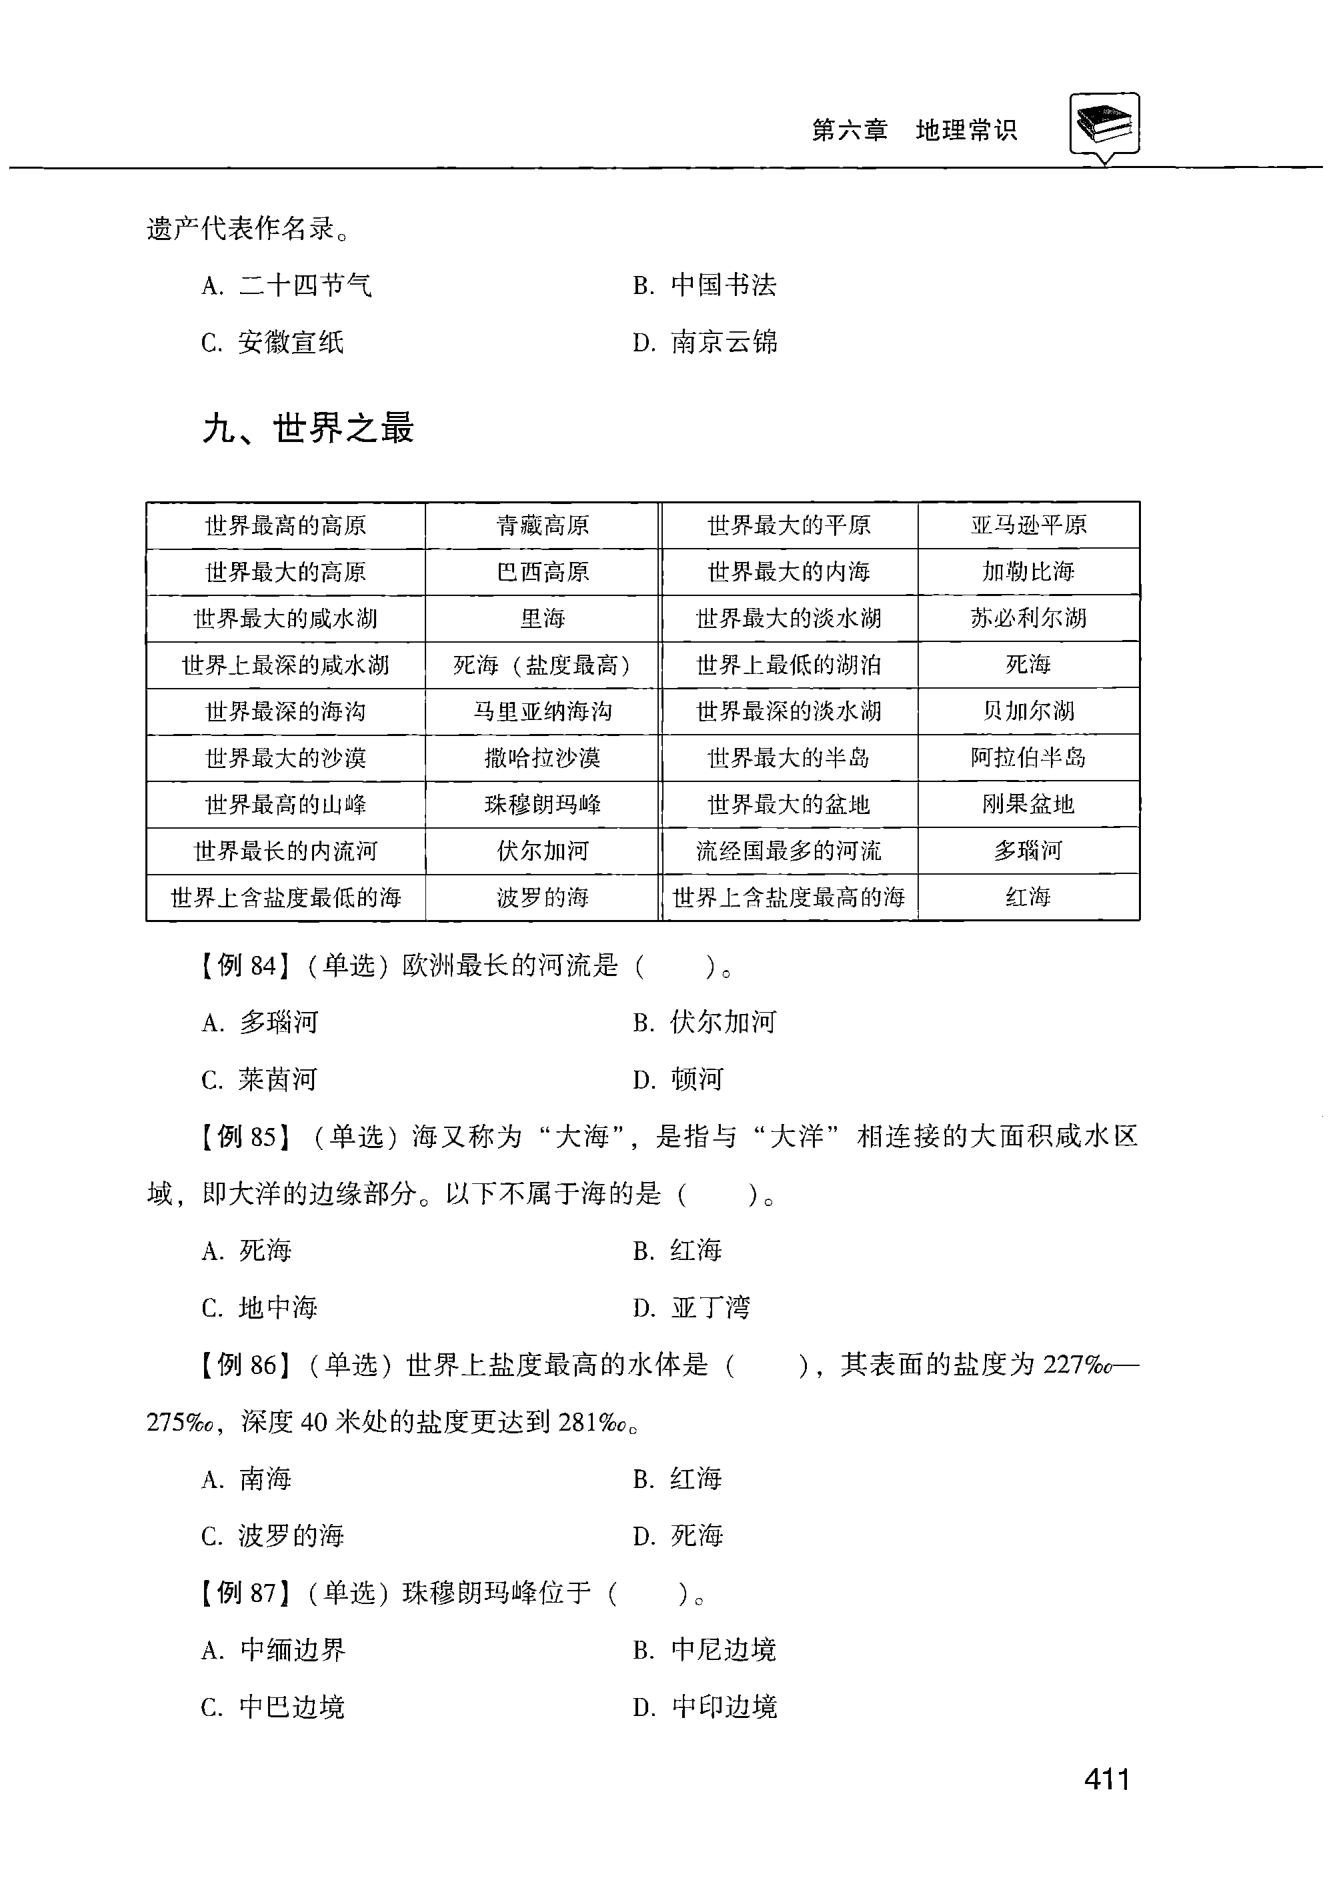 第六章 地理常识
遗产代表作名录。
A. 二十四节气 B. 中国书法
C. 安徽宣纸 D. 南京云锦
九、世界之最
世界最高的高原 青藏高原 世界最大的平原 亚马逊平原
世界最大的高原 巴西高原 世界最大的内海 加勒比海
世界最大的咸水湖 里海 世界最大的淡水湖 苏必利尔湖
世界上最深的咸水湖 死海（盐度最高） 世界上最低的湖泊 死海
世界最深的海沟 马里亚纳海沟 世界最深的淡水湖 贝加尔湖
世界最大的沙漠 撒哈拉沙漠 世界最大的半岛 阿拉伯半岛
世界最高的山峰 珠穆朗玛峰 世界最大的盆地 刚果盆地
世界最长的内流河 伏尔加河 流经国最多的河流 多瑙河
世界上含盐度最低的海 波罗的海 世界上含盐度最高的海 红海
【例 84】（单选）欧洲最长的河流是（ ）。
A. 多瑙河 B. 伏尔加河
C. 莱茵河 D. 顿河
【例 85】（单选）海又称为“大海”，是指与“大洋”相连接的大面积咸水区
域，即大洋的边缘部分。以下不属于海的是（ ）。
A. 死海 B. 红海
C. 地中海 D. 亚丁湾
【例 86】（单选）世界上盐度最高的水体是（ ），其表面的盐度为 227‰—
275‰，深度 40 米处的盐度更达到 281‰。
A. 南海 B. 红海
C. 波罗的海 D. 死海
【例 87】（单选）珠穆朗玛峰位于（ ）。
A. 中缅边界 B. 中尼边境
C. 中巴边境 D. 中印边境
411